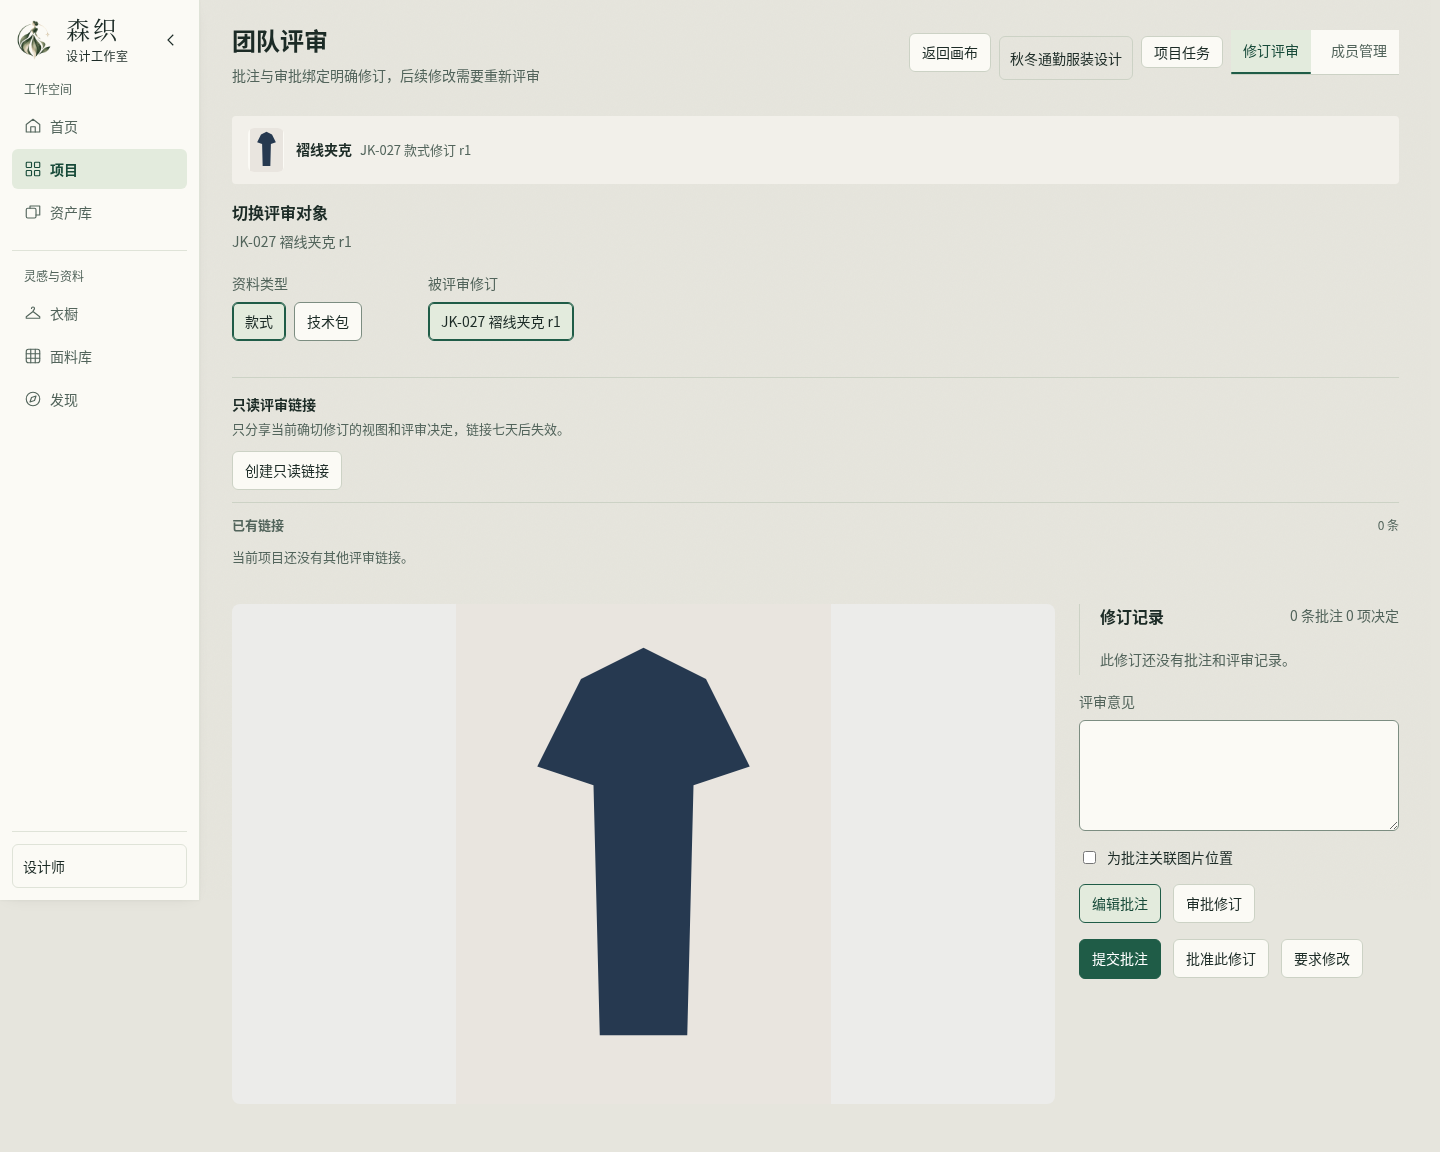 森织
设计工作室
工作空间
首页
项目
资产库
灵感与资料
衣橱
面料库
发现
设计师
团队评审
批注与审批绑定明确修订，后续修改需要重新评审
返回画布
秋冬通勤服装设计
项目任务
修订评审
成员管理
褶线夹克 JK-027 款式修订 r1
切换评审对象
JK-027 褶线夹克 r1
资料类型
款式
技术包
被评审修订
JK-027 褶线夹克 r1
只读评审链接
只分享当前确切修订的视图和评审决定，链接七天后失效。
创建只读链接
已有链接
0 条
当前项目还没有其他评审链接。
修订记录
0 条批注 0 项决定
此修订还没有批注和评审记录。
评审意见
为批注关联图片位置
编辑批注
审批修订
提交批注
批准此修订
要求修改